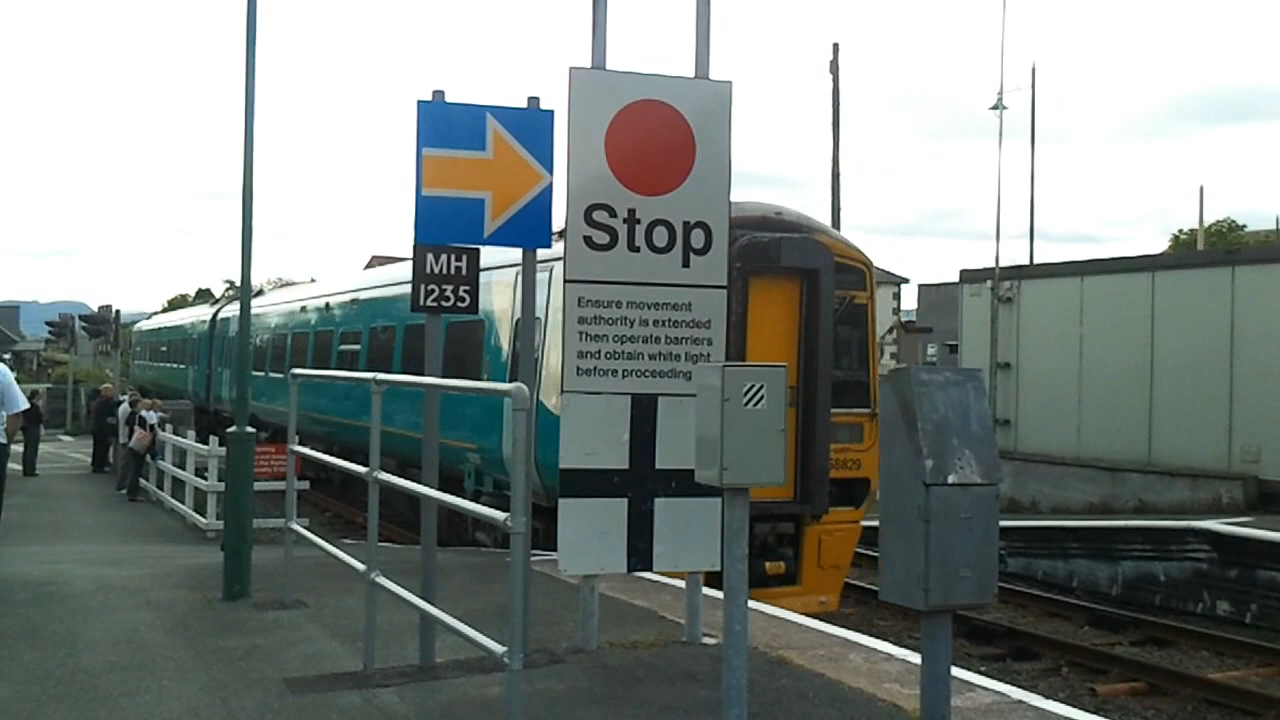 MH
1235
Stop
Ensure movement
authority is extended
Then operate barriers
and obtain white light
before proceeding
58829